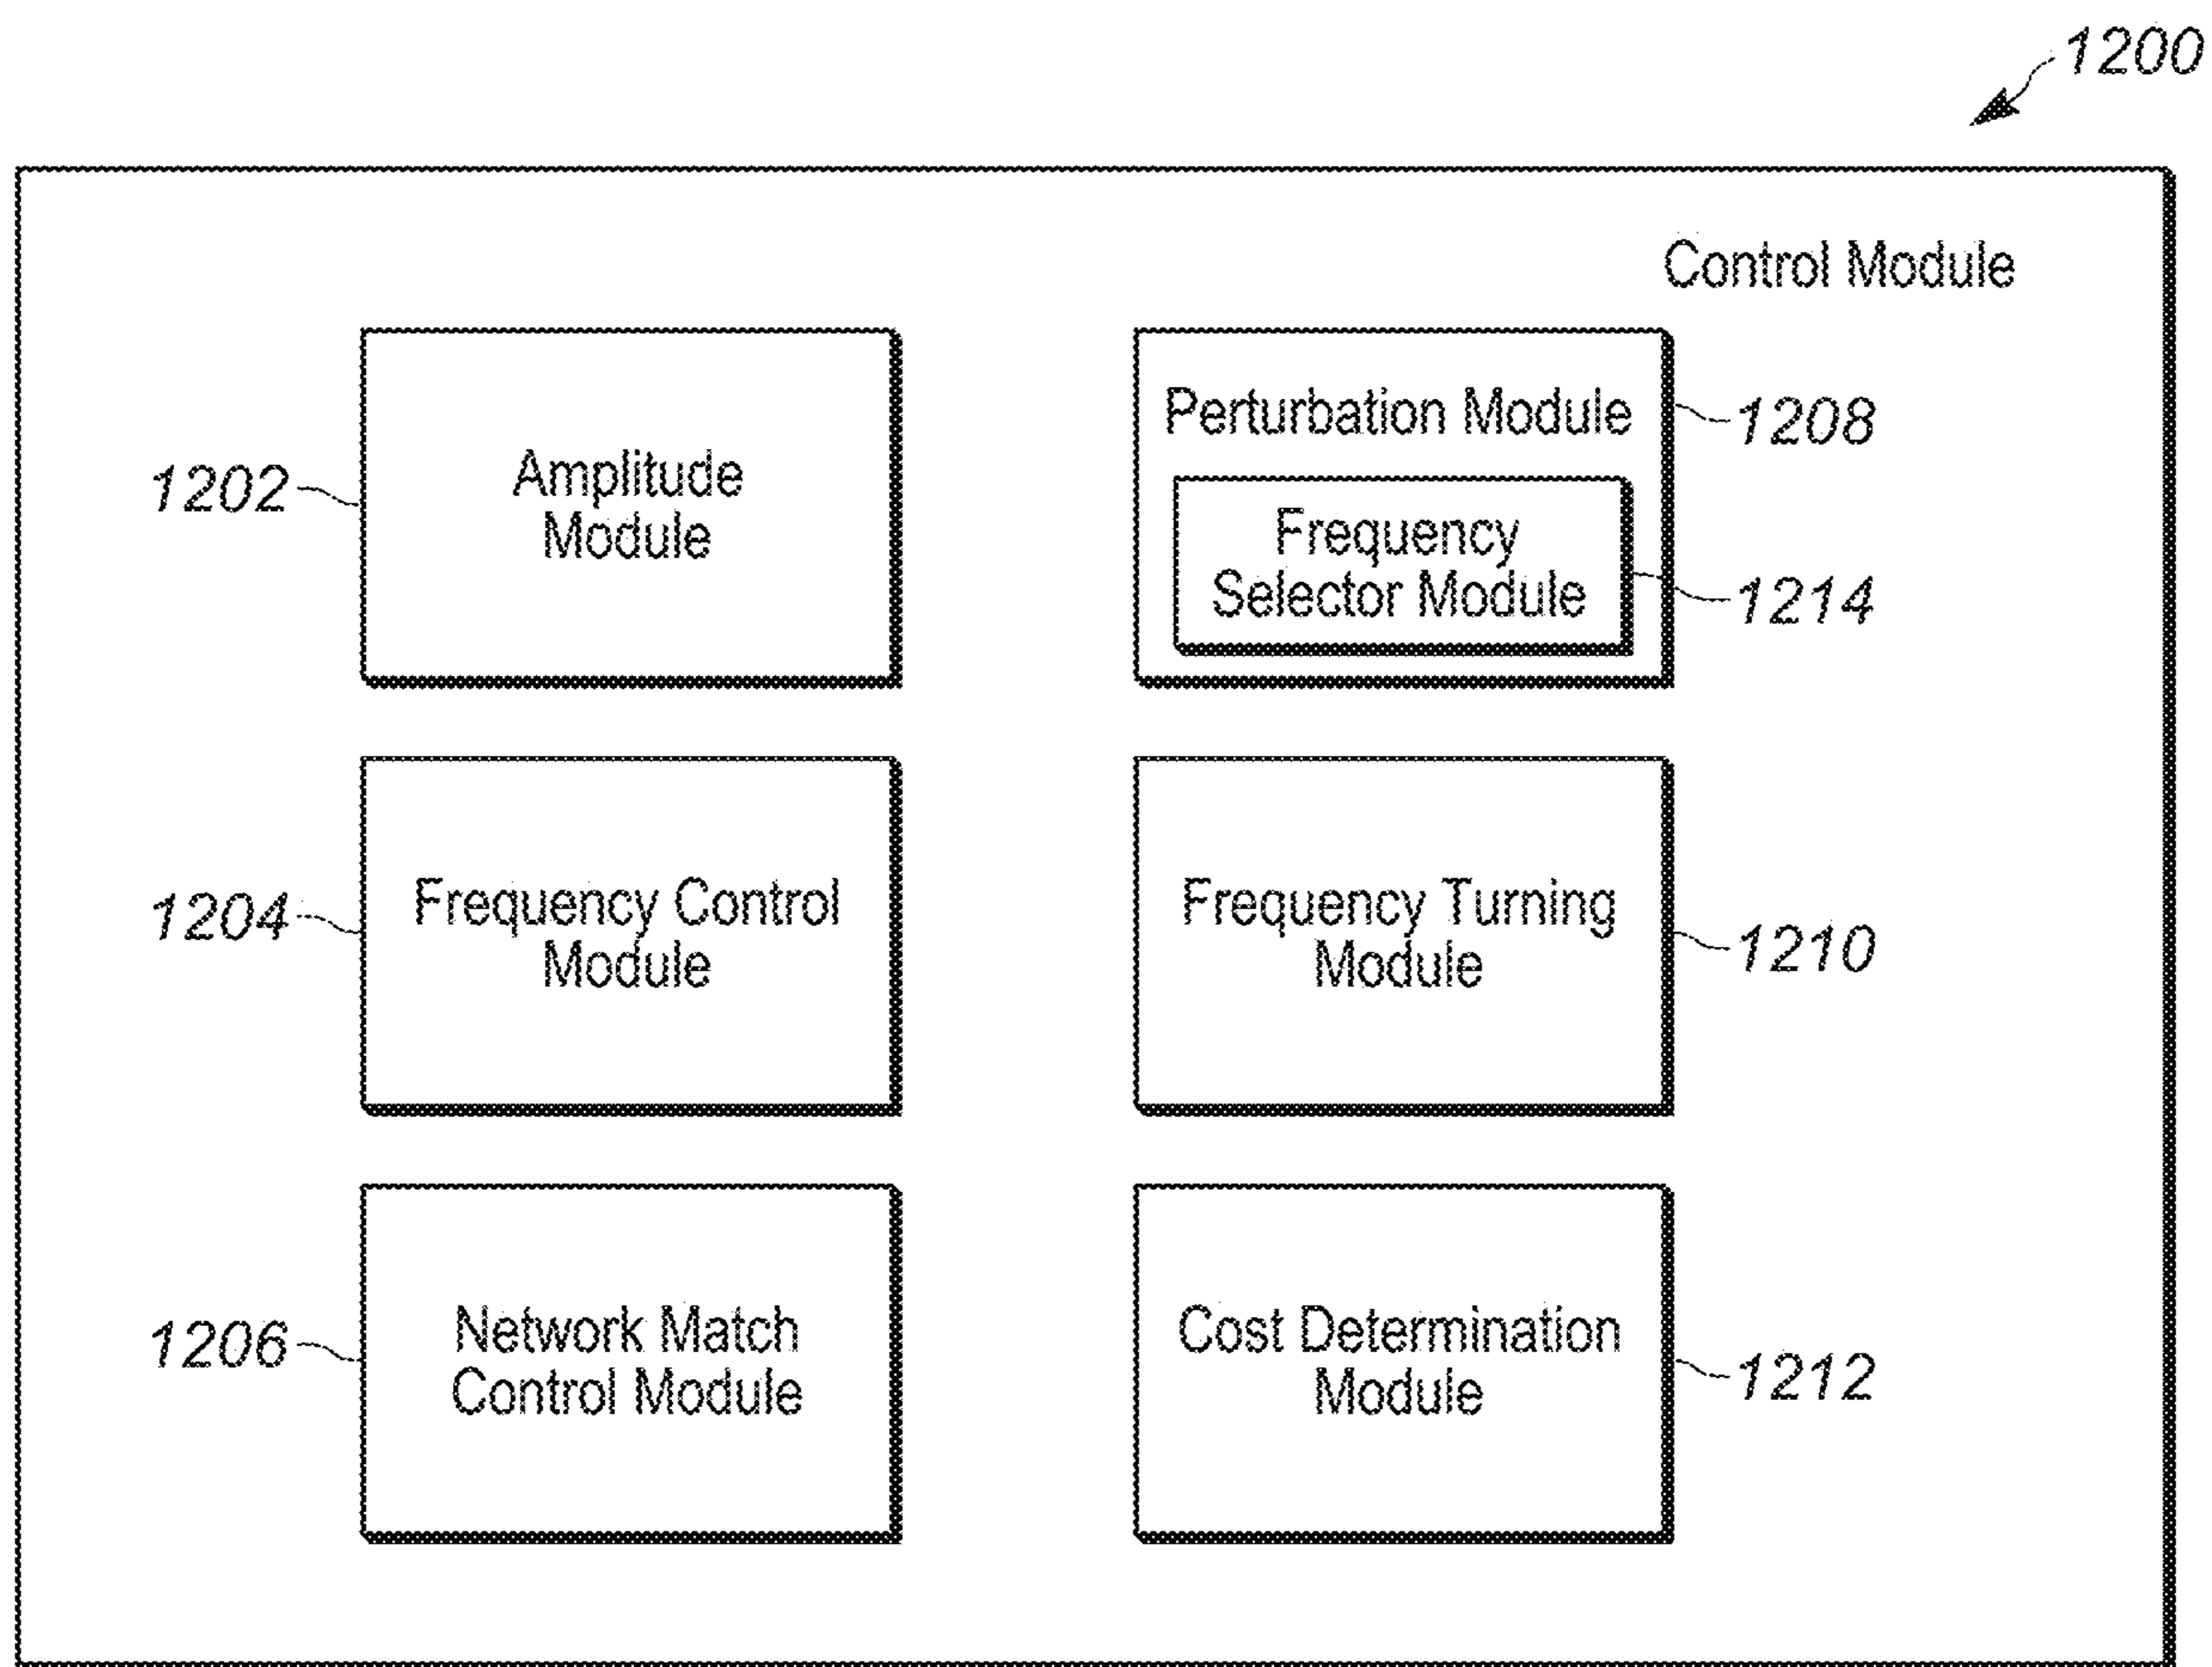 1200
Control Module
1202
Amplitude
Module
Perturbation Module
1208
Frequency
Selector Module
1214
1204
Frequency Control
Module
Frequency Turning
Module
1210
1206
Network Match
Control Module
Cost Determination
Module
1212